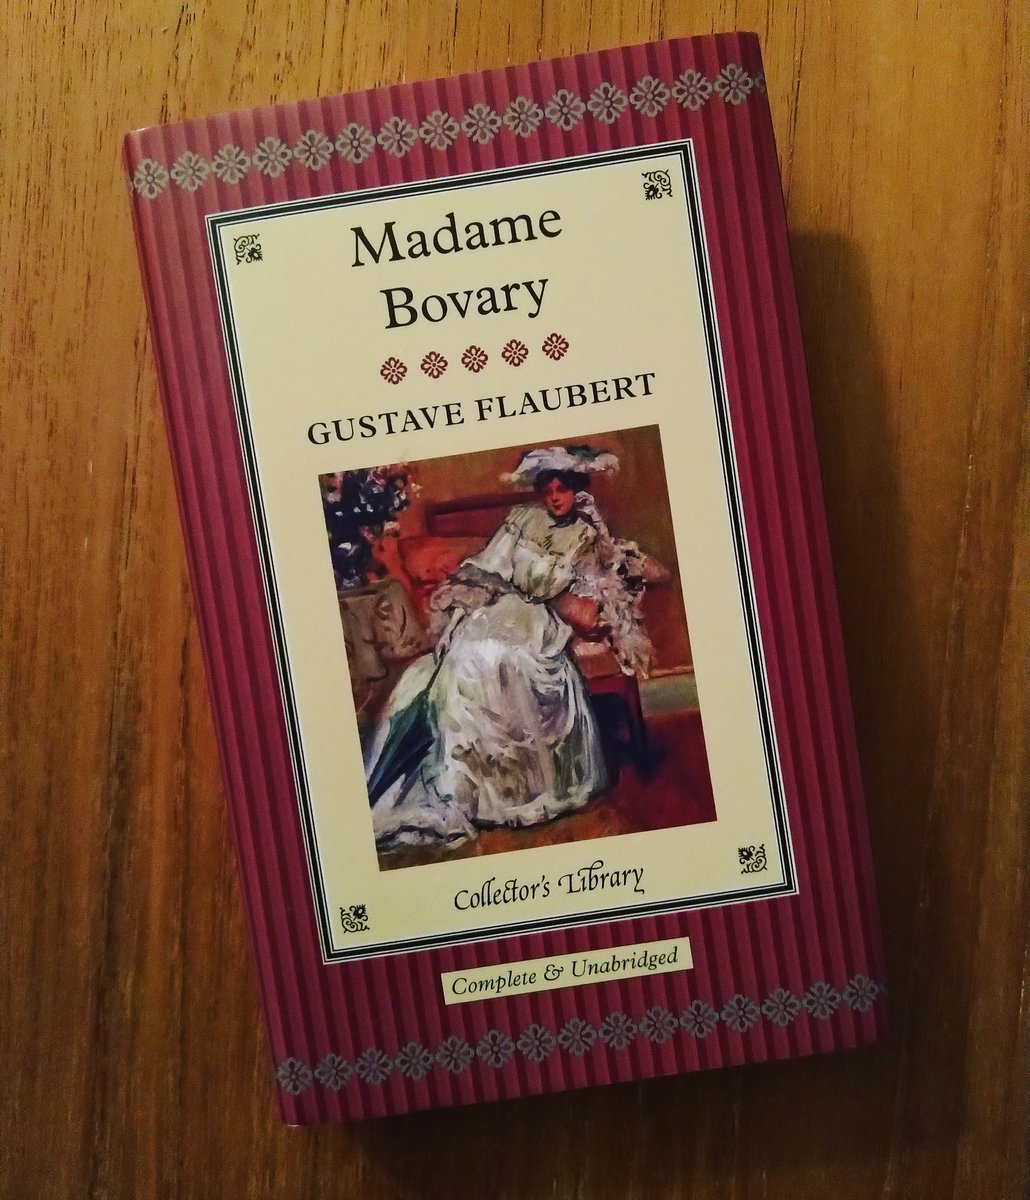 Madame
Bovary
GUSTAVE FLAUBERT
Collector's Library
Complete & Unabridged